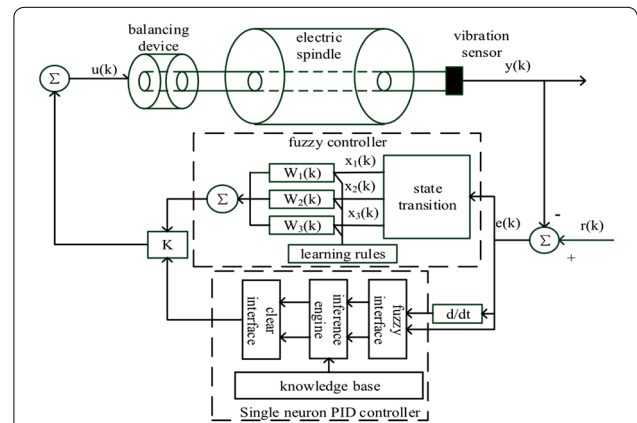 balancing
device
electric
spindle
vibration
sensor
Σ
u(k)
y(k)
fuzzy controller
W1(k)
W2(k)
W3(k)
x1(k)
x2(k)
x3(k)
state
transition
learning rules
Σ
K
e(k)
-
Σ
r(k)
+
clear
interface
inference
engine
fuzzy
interface
d/dt
knowledge base
Single neuron PID controller